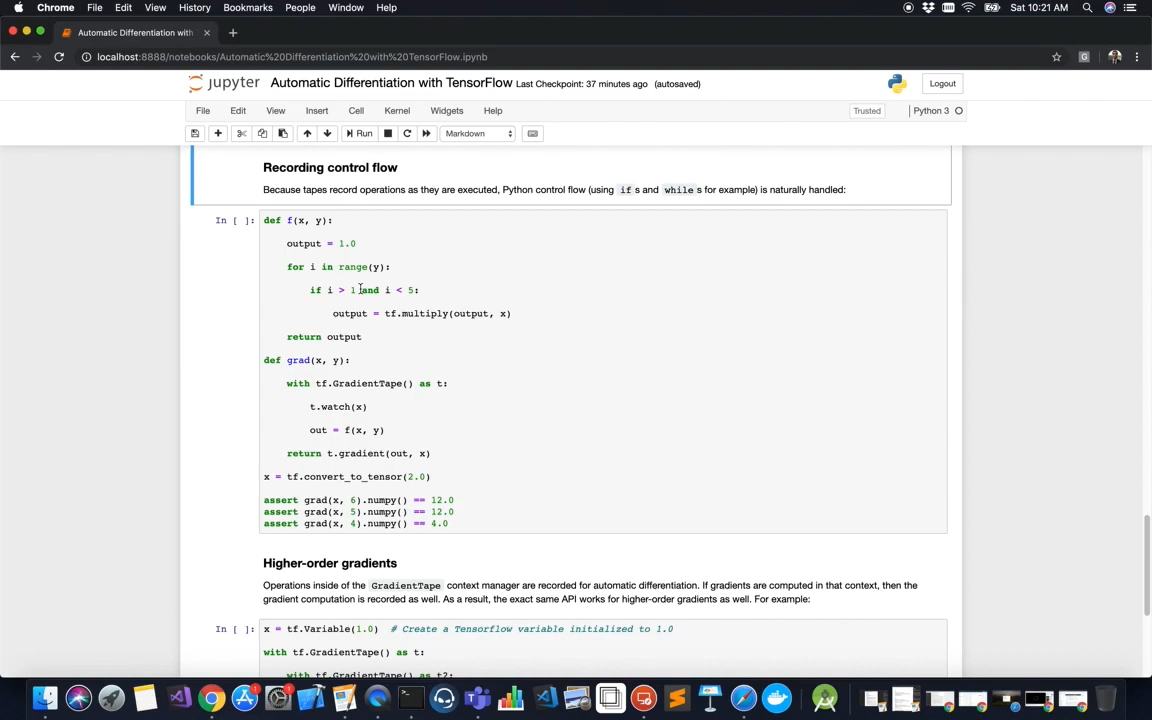 Chrome File Edit View History Bookmarks People Window Help Sat 10:21 AM
Automatic Differentiation with
localhost:8888/notebooks/Automatic%20Differentiation%20with%20TensorFlow.ipynb
jupyter Automatic Differentiation with TensorFlow Last Checkpoint: 37 minutes ago (autosaved) Logout
File Edit View Insert Cell Kernel Widgets Help Trusted Python 3
Run Markdown
Recording control flow
Because tapes record operations as they are executed, Python control flow (using if s and while s for example) is naturally handled:
In [ ]: def f(x, y):
output = 1.0
for i in range(y):
if i > 1 and i < 5:
output = tf.multiply(output, x)
return output
def grad(x, y):
with tf.GradientTape() as t:
t.watch(x)
out = f(x, y)
return t.gradient(out, x)
x = tf.convert_to_tensor(2.0)
assert grad(x, 6).numpy() == 12.0
assert grad(x, 5).numpy() == 12.0
assert grad(x, 4).numpy() == 4.0
Higher-order gradients
Operations inside of the GradientTape context manager are recorded for automatic differentiation. If gradients are computed in that context, then the
gradient computation is recorded as well. As a result, the exact same API works for higher-order gradients as well. For example:
In [ ]: x = tf.Variable(1.0) # Create a Tensorflow variable initialized to 1.0
with tf.GradientTape() as t:
with tf.GradientTape() as t2: